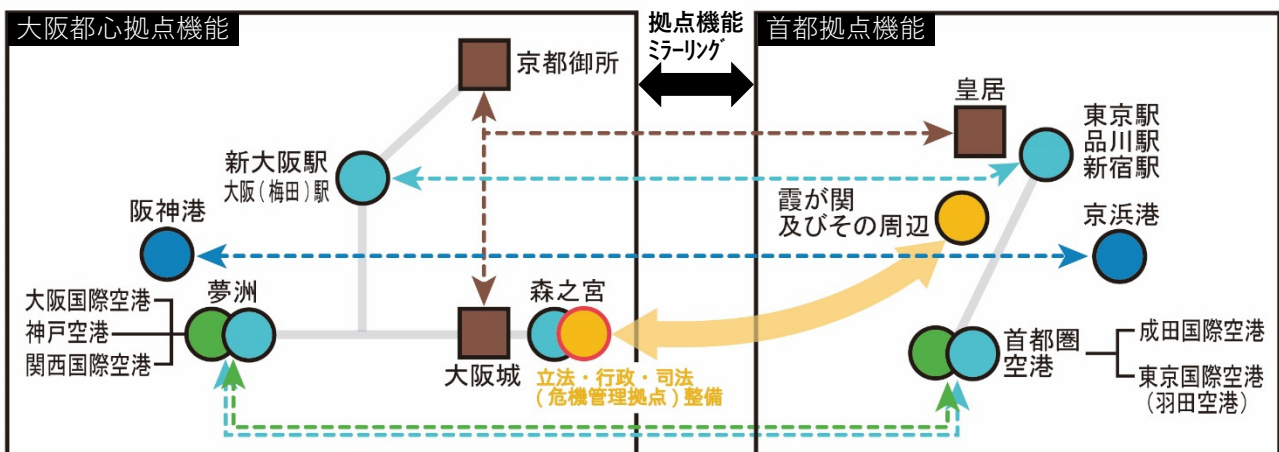 大阪都心拠点機能
拠点機能
ﾐﾗｰﾘﾝｸﾞ
首都拠点機能
京都御所
皇居
東京駅
品川駅
新宿駅
新大阪駅
大阪(梅田)駅
霞が関
及びその周辺
阪神港
京浜港
大阪国際空港
神戸空港
関西国際空港
夢洲
森之宮
大阪城
立法・行政・司法
(危機管理拠点)整備
首都圏
空港
成田国際空港
東京国際空港
(羽田空港)